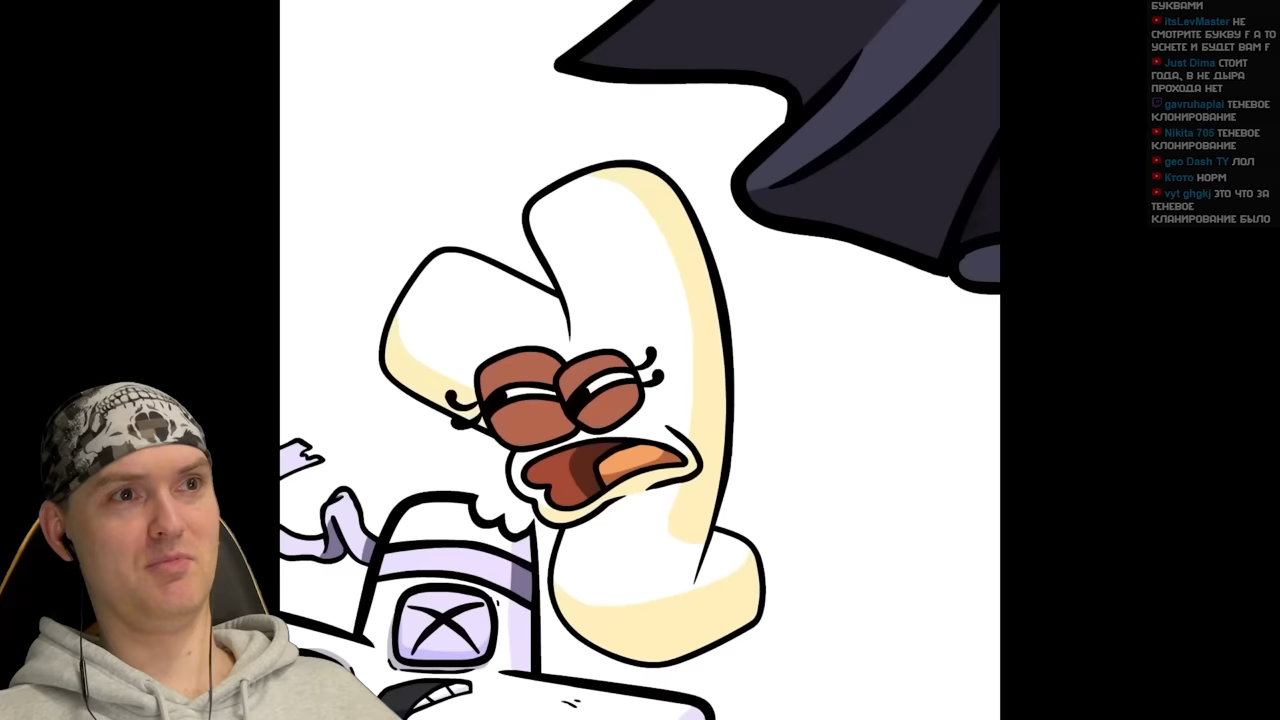 БУКВАМИ
itsLevMaster НЕ
СМОТРИТЕ БУКВУ F А ТО
УСНЕТЕ И БУДЕТ ВАМ F
Just Dima СТОИТ
ГОДА, В НЕ ДЫРА
ПРОХОДА НЕТ
gavruhaplai ТЕНЕВОЕ
КЛОНИРОВАНИЕ
Nikita 705 ТЕНЕВОЕ
КЛОНИРОВАНИЕ
geo Dash TY ЛОЛ
Ктото НОРМ
vyt ghgkj ЭТО ЧТО ЗА
ТЕНЕВОЕ
КЛАНИРОВАНИЕ БЫЛО